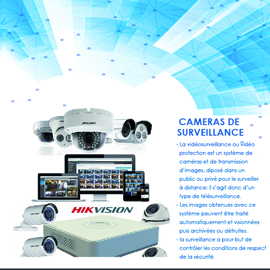 CAMERAS DE
SURVEILLANCE
- La vidéosurveillance ou vidéo
protection est un système de
caméras et de transmission
d'images, diposé dans un
public ou privé pour le surveiller
à distance; il s'agit donc d'un
type de télésurveillance.
- Les images obtenues avec ce
système peuvent être traité
automatiquement et visionnées
puis archivées ou détruites.
- la surveillance a pour but de
contrôler les conditions de respect
de la sécurité.
HIKVISION